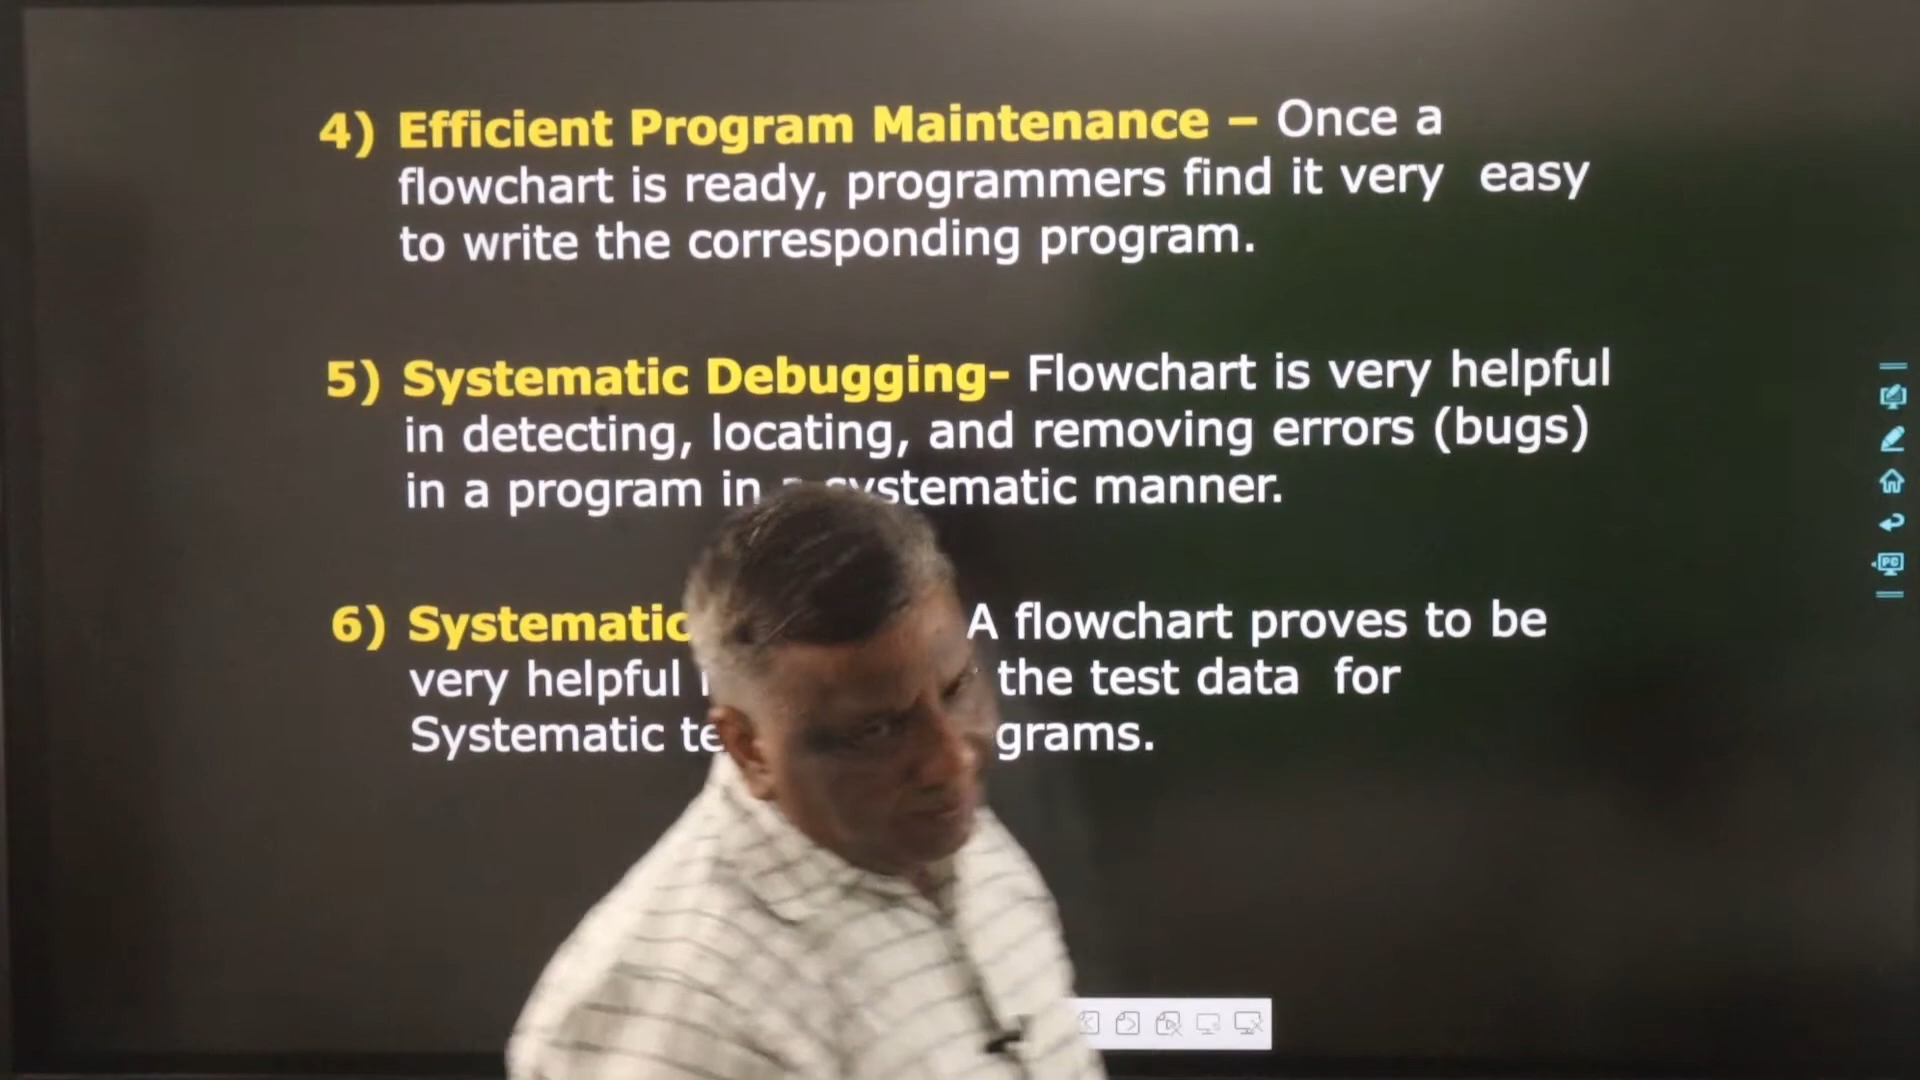 4) Efficient Program Maintenance – Once a
flowchart is ready, programmers find it very easy
to write the corresponding program.
5) Systematic Debugging- Flowchart is very helpful
in detecting, locating, and removing errors (bugs)
in a program in systematic manner.
6) Systematic A flowchart proves to be
very helpful the test data for
Systematic
PC